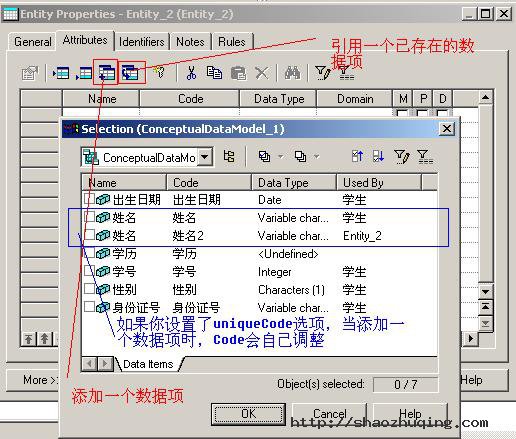 Entity Properties - Entity_2 (Entity_2)
General Attributes Identifiers Notes Rules
引用一个已存在的数
据项
Name Code Data Type Domain M P D
Selection (ConceptualDataModel_1)
ConceptualDataMo
Name Code Data Type Used By
出生日期 出生日期 Date 学生
姓名 姓名 Variable char... 学生
姓名 姓名2 Variable char... Entity_2
学历 学历 <Undefined>
学号 学号 Integer 学生
性别 性别 Characters (1) 学生
身份证号 身份证号 Variable char... 学生
如果你设置了uniqueCode选项，当添加一
个数据项时，Code会自己调整
Data Items
More >
Help
Object(s) selected: 0 / 7
添加一个数据项
OK Cancel Help
http://shaozhuqing.com